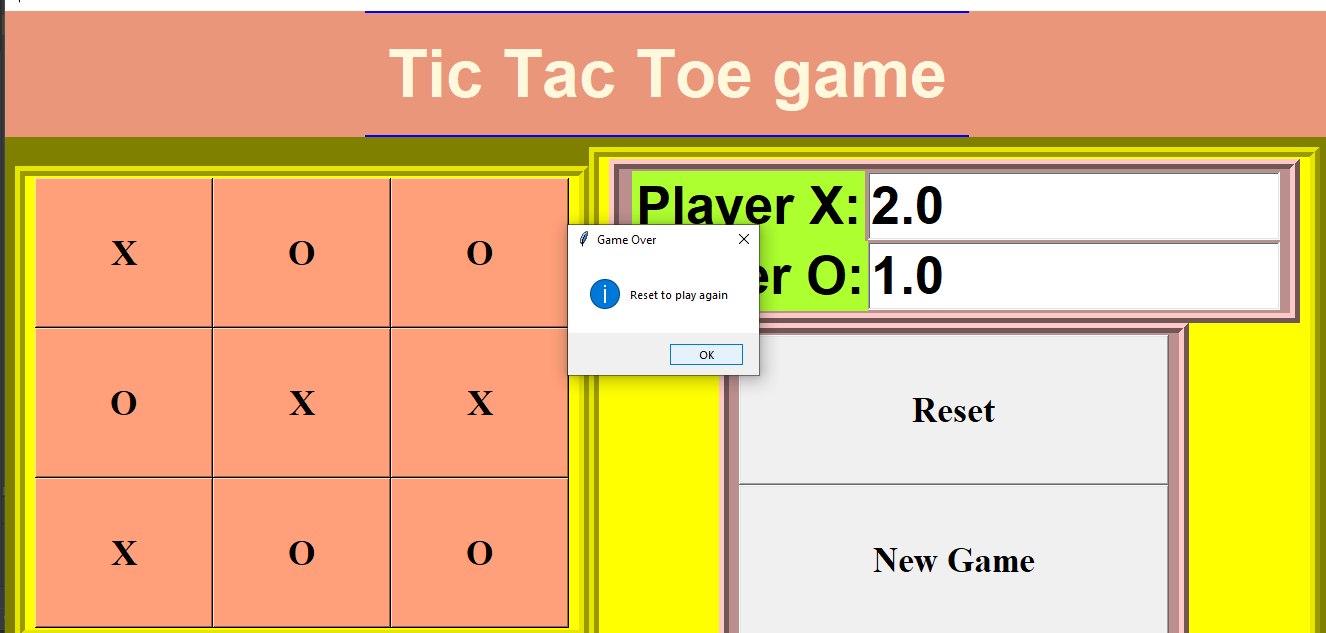 Tic Tac Toe game
X O O
O X X
X O O
Player X: 2.0
er O: 1.0
Game Over
Reset to play again
OK
Reset
New Game